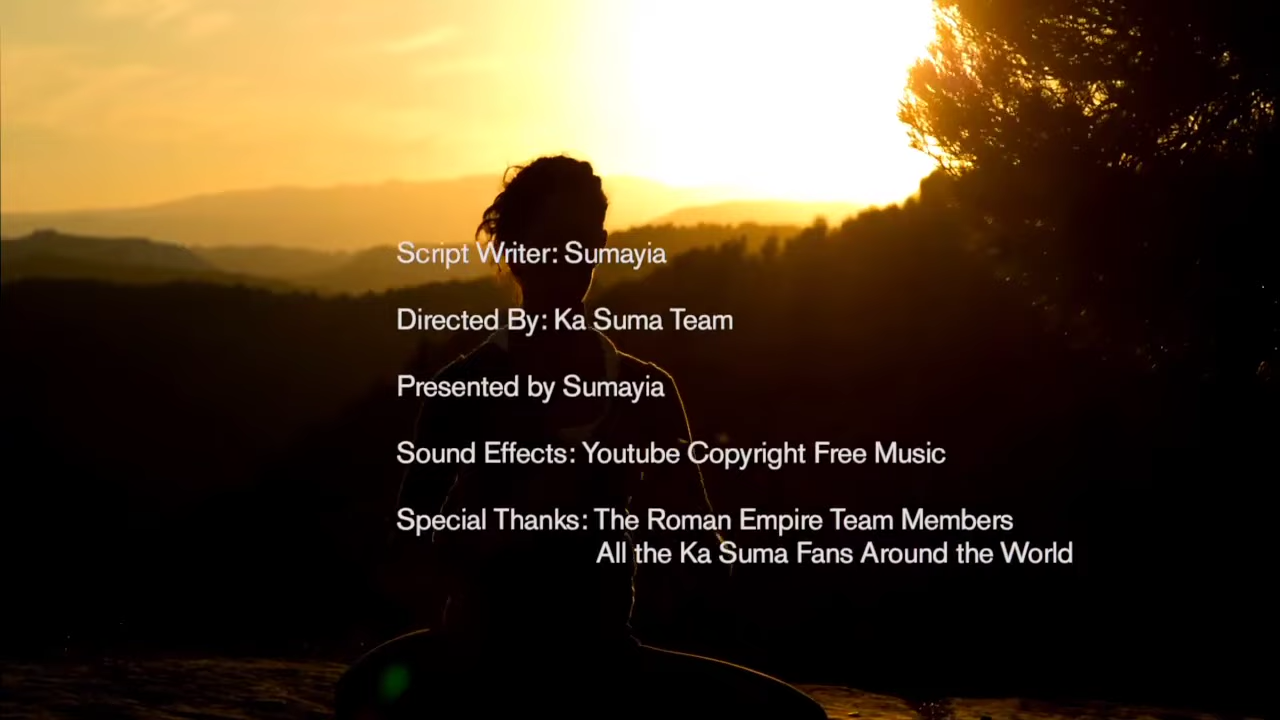 Script Writer: Sumayia
Directed By: Ka Suma Team
Presented by Sumayia
Sound Effects: Youtube Copyright Free Music
Special Thanks: The Roman Empire Team Members
All the Ka Suma Fans Around the World